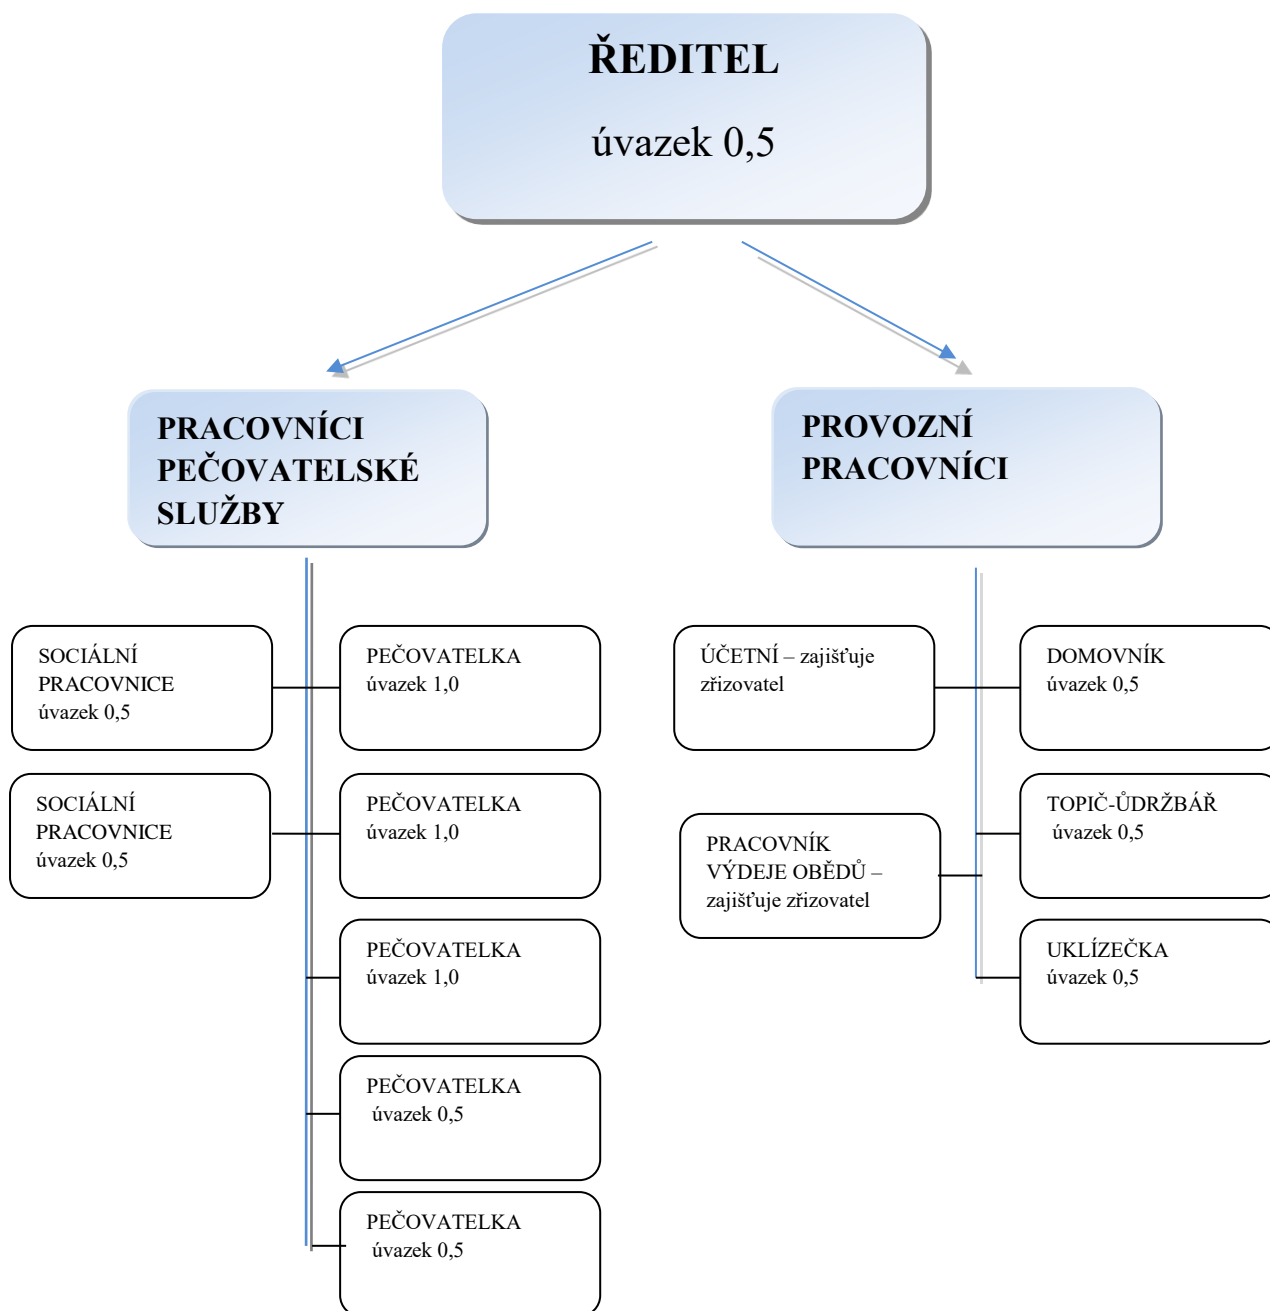 ŘEDITEL
úvazek 0,5
PRACOVNÍCI
PEČOVATELSKÉ
SLUŽBY
PROVOZNÍ
PRACOVNÍCI
SOCIÁLNÍ
PRACOVNICE
úvazek 0,5
PEČOVATELKA
úvazek 1,0
SOCIÁLNÍ
PRACOVNICE
úvazek 0,5
PEČOVATELKA
úvazek 1,0
PEČOVATELKA
úvazek 1,0
PEČOVATELKA
úvazek 0,5
PEČOVATELKA
úvazek 0,5
ÚČETNÍ – zajišťuje
zřizovatel
DOMOVNÍK
úvazek 0,5
PRACOVNÍK
VÝDEJE OBĚDŮ –
zajišťuje zřizovatel
TOPIČ-ŮDRŽBÁŘ
úvazek 0,5
UKLÍZEČKA
úvazek 0,5